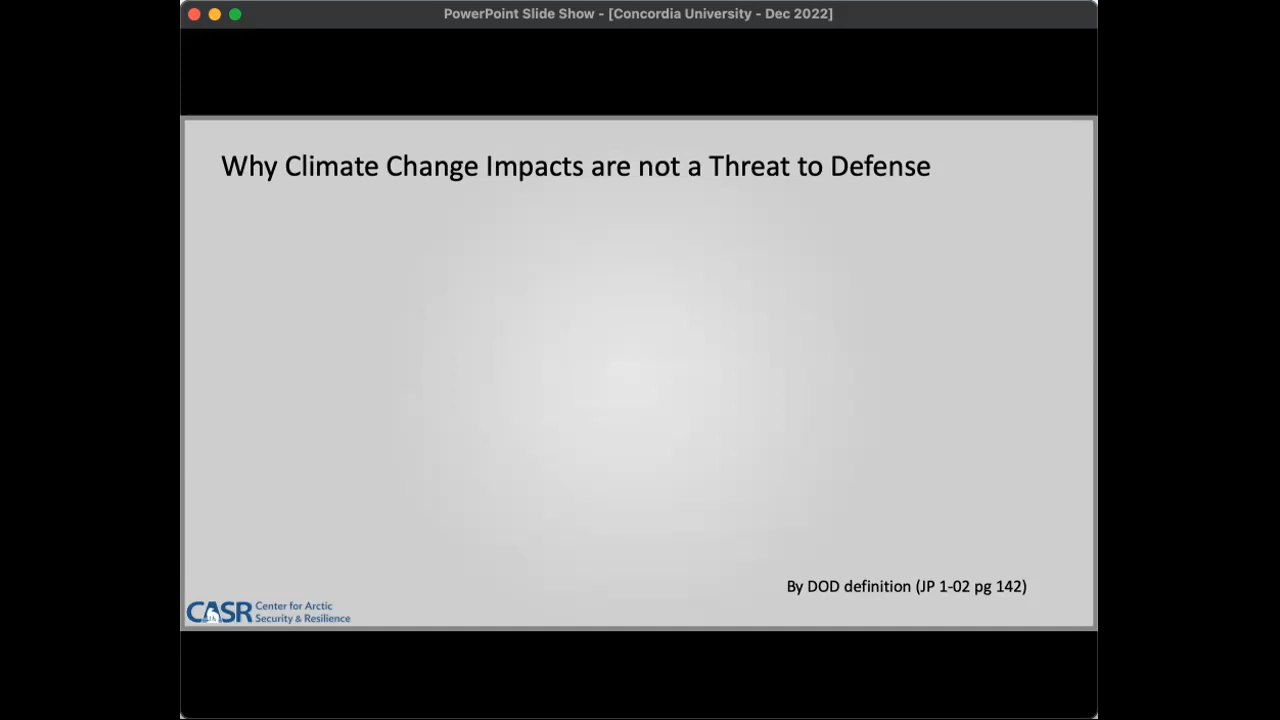 PowerPoint Slide Show - [Concordia University - Dec 2022]
Why Climate Change Impacts are not a Threat to Defense
By DOD definition (JP 1-02 pg 142)
CASR Center for Arctic
Security & Resilience